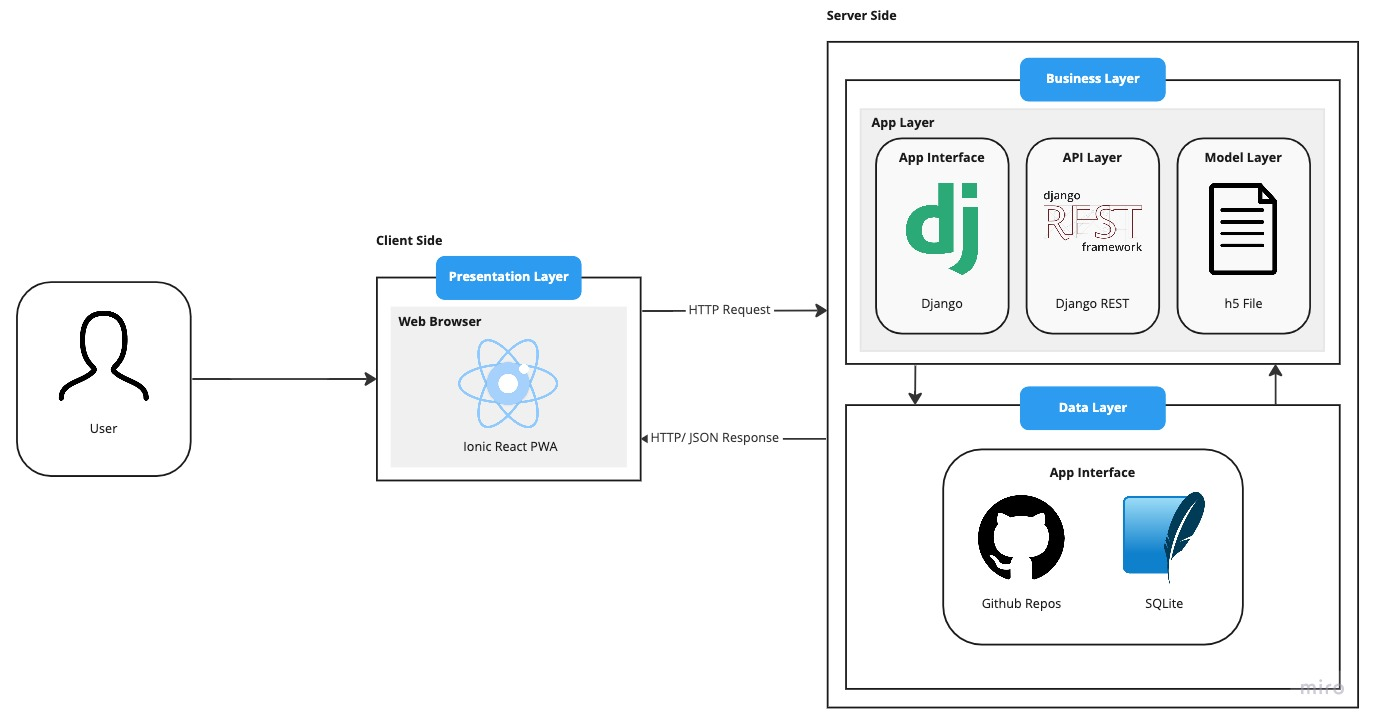 Server Side
Business Layer
App Layer
App Interface
API Layer
Model Layer
dj
django
REST
framework
Django
Django REST
h5 File
Client Side
Presentation Layer
Web Browser
Ionic React PWA
User
HTTP Request
HTTP/ JSON Response
Data Layer
App Interface
Github Repos
SQLite
miro